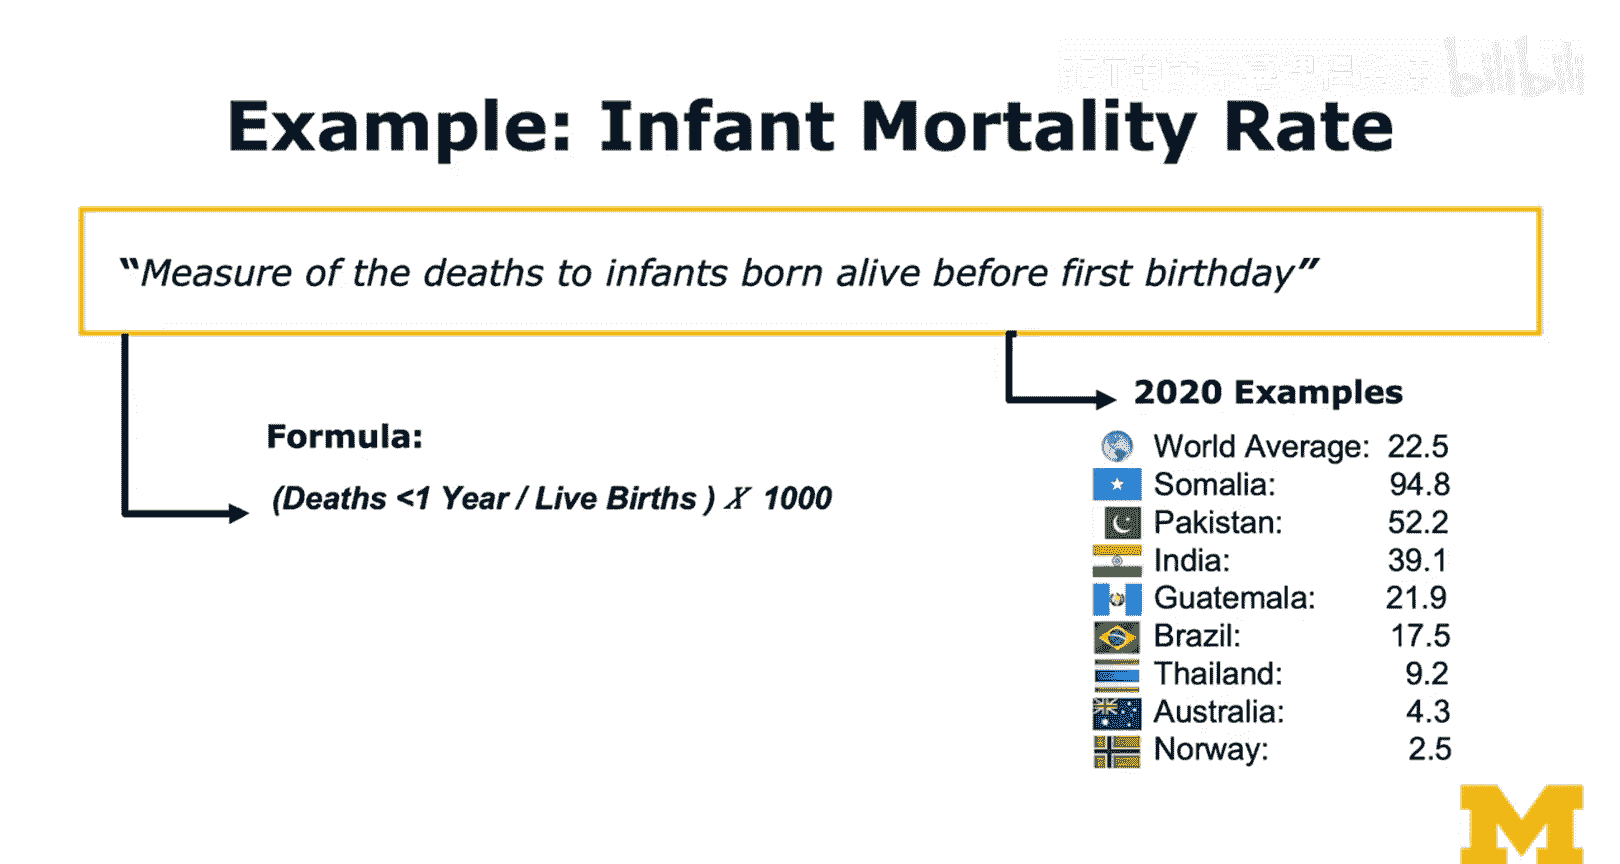 bilibili
Example: Infant Mortality Rate
“Measure of the deaths to infants born alive before first birthday”
Formula:
(Deaths <1 Year / Live Births ) X 1000
2020 Examples
World Average: 22.5
Somalia: 94.8
Pakistan: 52.2
India: 39.1
Guatemala: 21.9
Brazil: 17.5
Thailand: 9.2
Australia: 4.3
Norway: 2.5
M